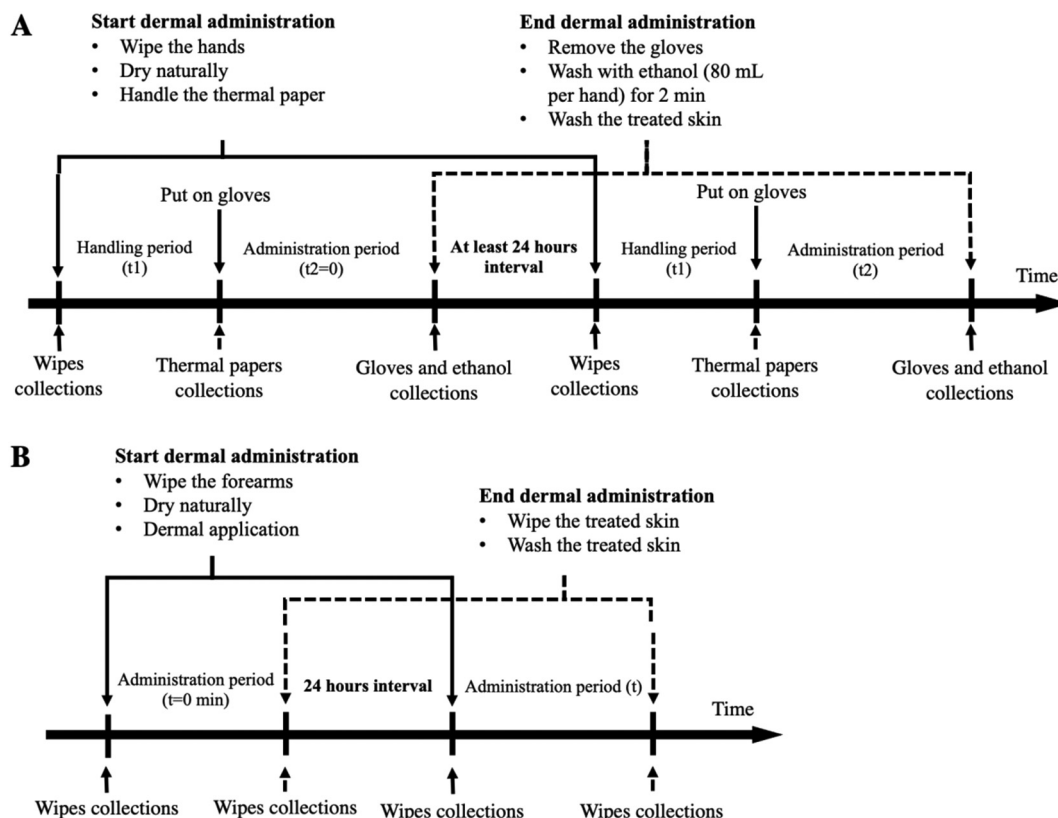 A
Start dermal administration
• Wipe the hands
• Dry naturally
• Handle the thermal paper
End dermal administration
• Remove the gloves
• Wash with ethanol (80 mL
per hand) for 2 min
• Wash the treated skin
Put on gloves
Put on gloves
Handling period
(t1)
Administration period
(t2=0)
At least 24 hours
interval
Handling period
(t1)
Administration period
(t2)
Time
Wipes
collections
Thermal papers
collections
Gloves and ethanol
collections
Wipes
collections
Thermal papers
collections
Gloves and ethanol
collections
B
Start dermal administration
• Wipe the forearms
• Dry naturally
• Dermal application
End dermal administration
• Wipe the treated skin
• Wash the treated skin
Administration period
(t=0 min)
24 hours interval
Administration period (t)
Time
Wipes collections
Wipes collections
Wipes collections
Wipes collections